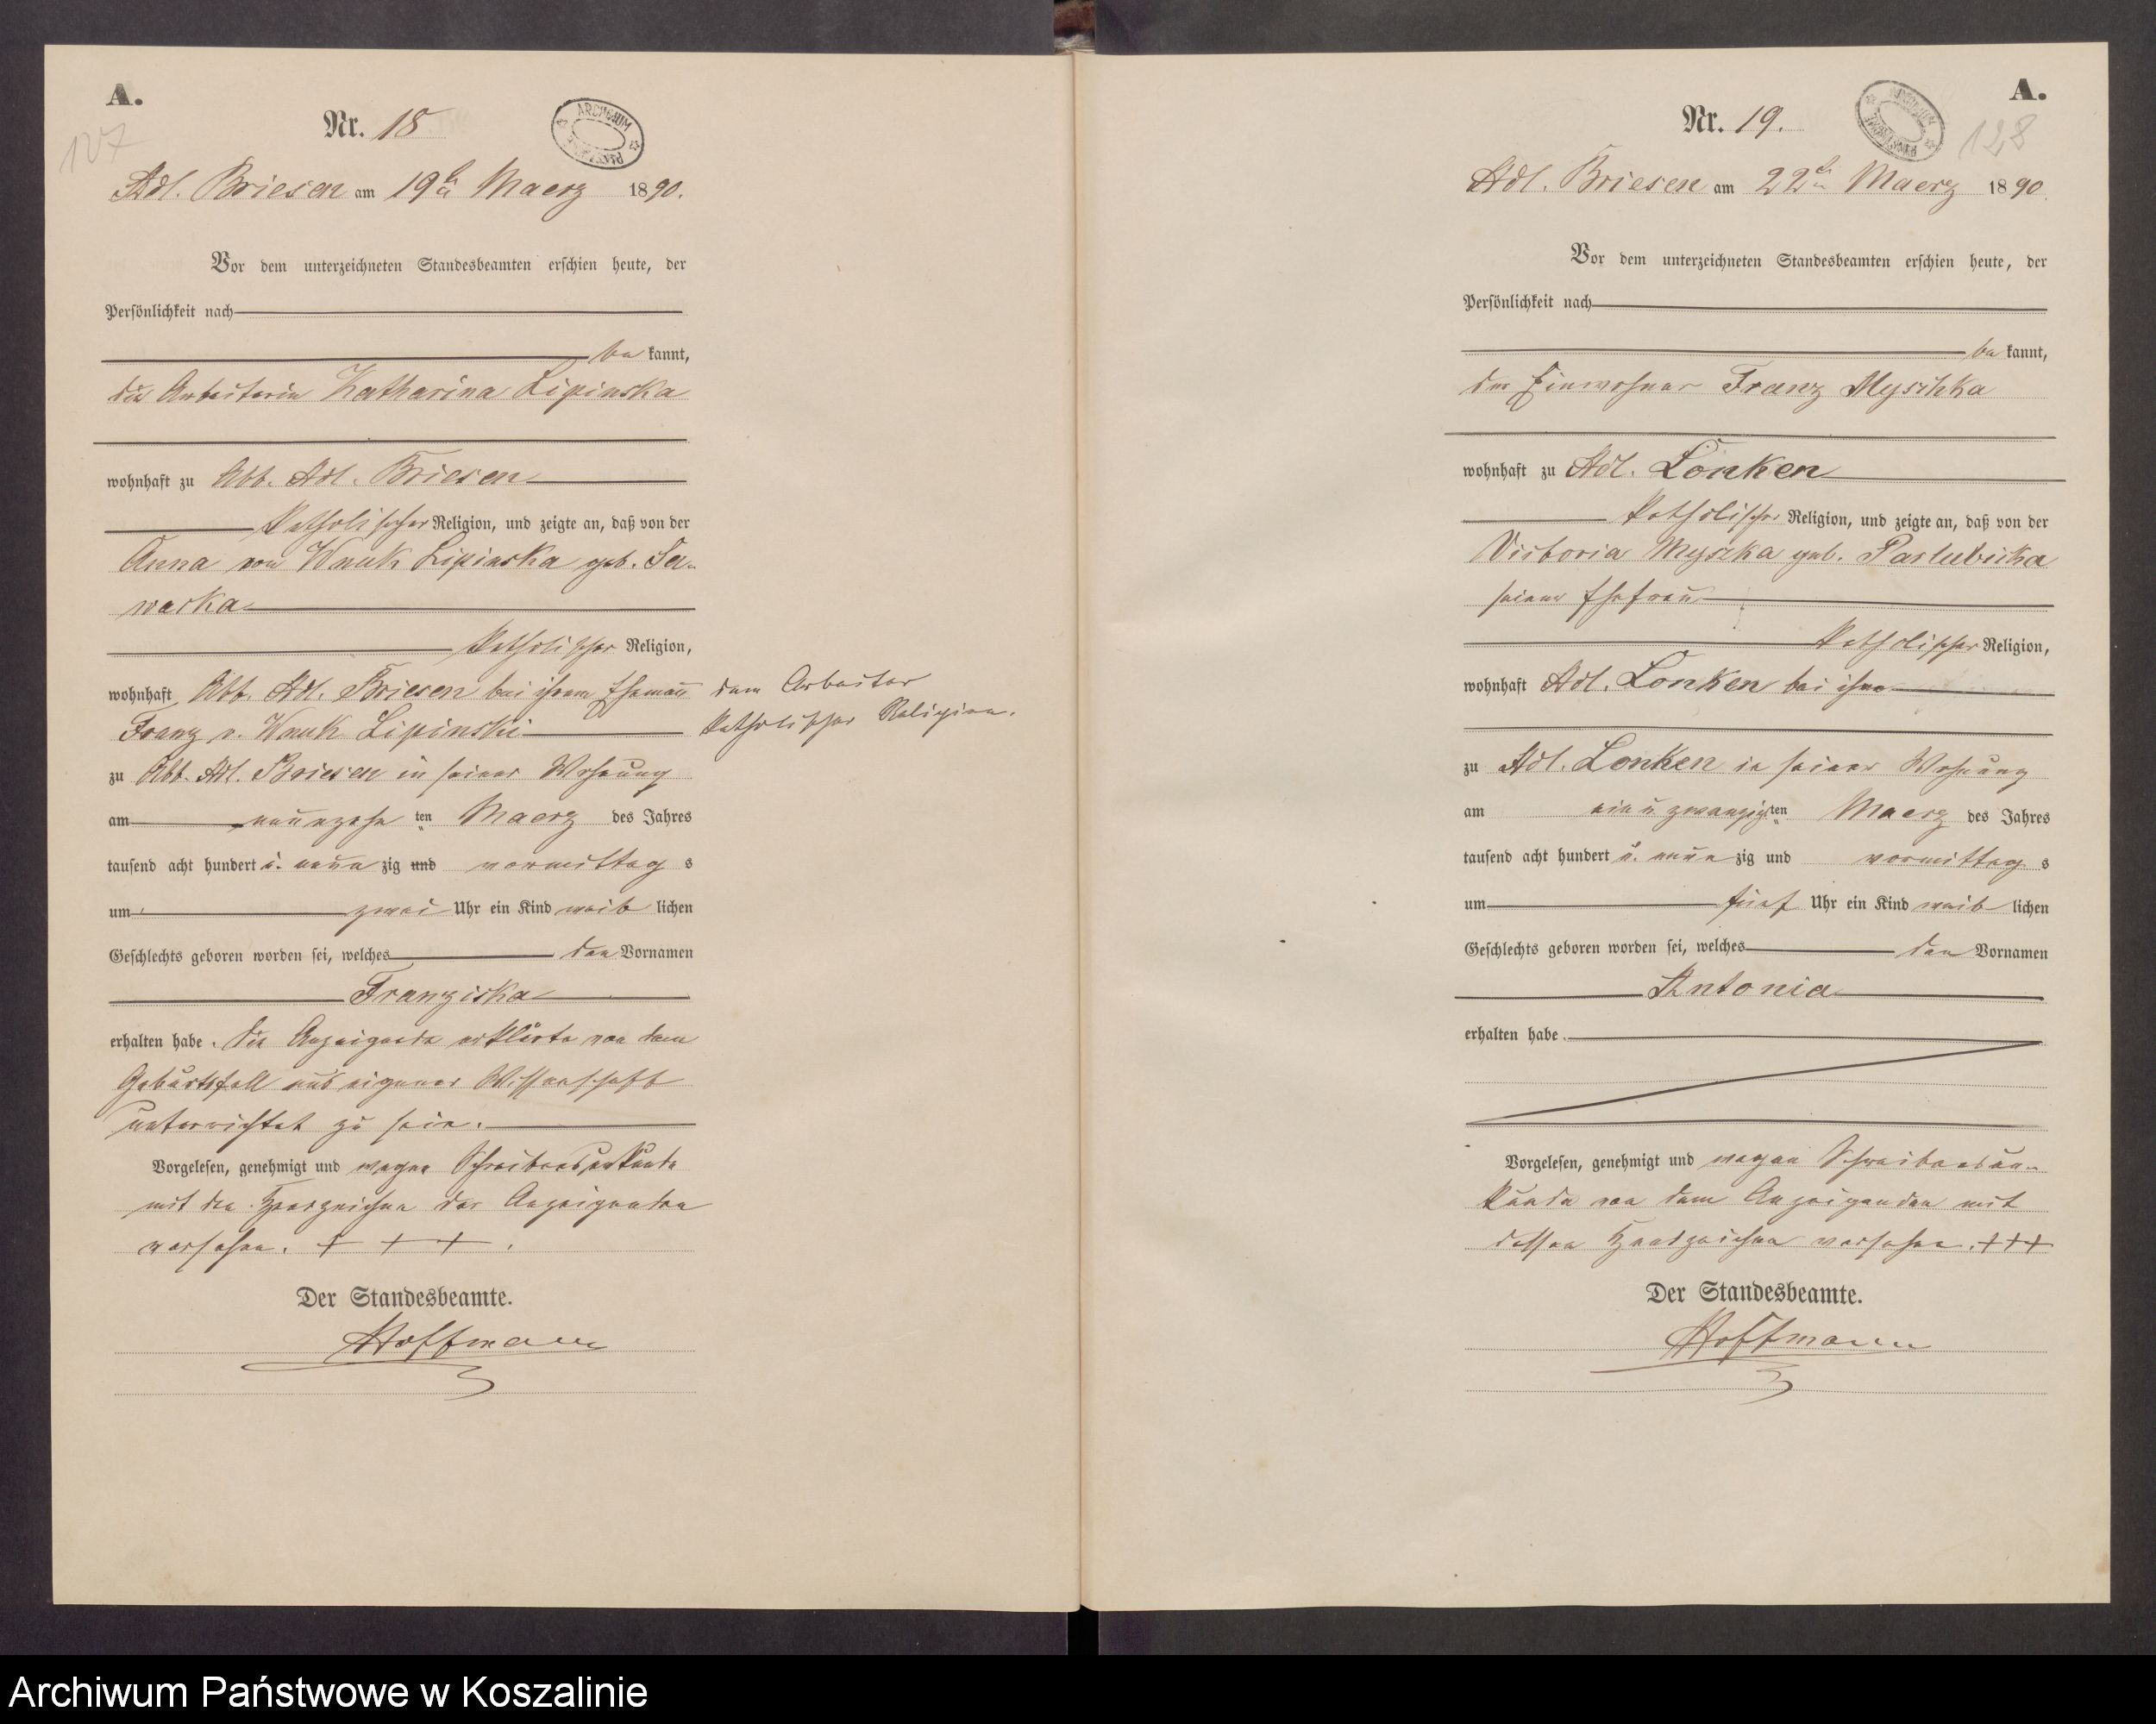 A.
127
Nr. 18
ARCHIWUM
Adl. Briesen am 19ten Maerz 1890.
Vor dem unterzeichneten Standesbeamten erschien heute, der
Persönlichkeit nach
bekannt,
die Arbeiterin Katharina Lipinska
wohnhaft zu Abb. Adl. Briesen
katholischer Religion, und zeigte an, daß von der
Anna von Wnuk Lipinska geb.
katholischer Religion,
wohnhaft Abb. Adl. Briesen bei ihrem Ehemann dem Arbeiter
Franz v. Wnuk Lipinski katholischer Religion.
zu Abb. Adl. Briesen in seiner Wohnung
am neunzehnten Maerz des Jahres
tausend acht hundert u. neunzig und vormittags
um zwei Uhr ein Kind weiblichen
Geschlechts geboren worden sei, welches den Vornamen
Franziska
erhalten habe. Die Anzeigende erklärte von dem
Geburtsfall aus eigener Wissenschaft
unterrichtet zu sein.
Vorgelesen, genehmigt und wegen Schreibensunkunde
mit den Handzeichen der Anzeigenden
versehen. + + + .
Der Standesbeamte.
Hoffmann
A.
128
Nr. 19.
Adl. Briesen am 22ten Maerz 1890.
Vor dem unterzeichneten Standesbeamten erschien heute, der
Persönlichkeit nach
bekannt,
der Einwohner Franz Myschka
wohnhaft zu Adl. Lonken
katholischer Religion, und zeigte an, daß von der
Victoria Myszka geb.
seiner Ehefrau
katholischer Religion,
wohnhaft Adl. Lonken bei ihm
zu Adl. Lonken in seiner Wohnung
am ein u zwanzigsten Maerz des Jahres
tausend acht hundert u. neunzig und vormittags
um fünf Uhr ein Kind weiblichen
Geschlechts geboren worden sei, welches den Vornamen
Antonia
erhalten habe.
Vorgelesen, genehmigt und wegen Schreibensun-
kunde von dem Anzeigenden mit
dessen Handzeichen versehen. +++
Der Standesbeamte.
Hoffmann
Archiwum Państwowe w Koszalinie